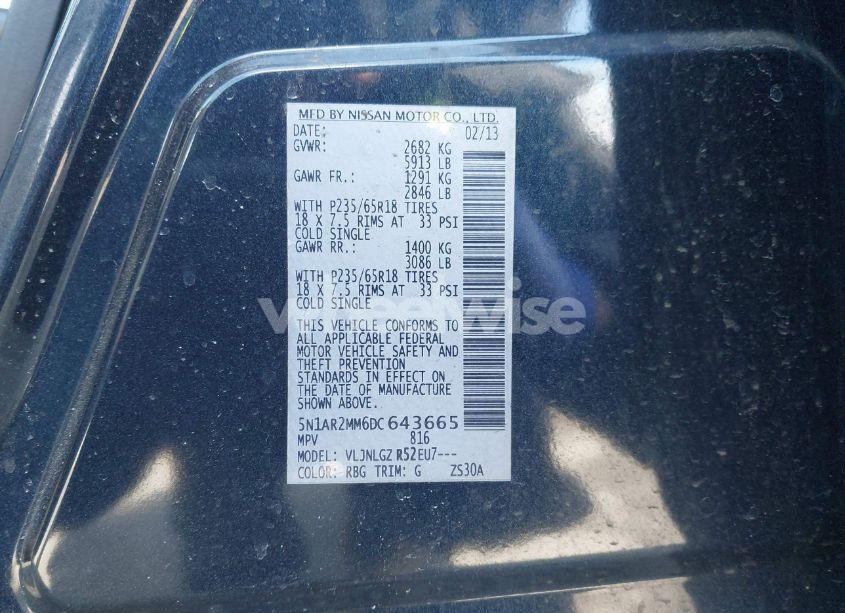 MFD BY NISSAN MOTOR CO., LTD.
DATE: 02/13
GVWR: 2682 KG
5913 LB
GAWR FR.: 1291 KG
2846 LB
WITH P235/65R18 TIRES
18 X 7.5 RIMS AT 33 PSI
COLD SINGLE
GAWR RR.: 1400 KG
3086 LB
WITH P235/65R18 TIRES
18 X 7.5 RIMS AT 33 PSI
COLD SINGLE
wheelwise
THIS VEHICLE CONFORMS TO
ALL APPLICABLE FEDERAL
MOTOR VEHICLE SAFETY AND
THEFT PREVENTION
STANDARDS IN EFFECT ON
THE DATE OF MANUFACTURE
SHOWN ABOVE.
5N1AR2MM6DC643665
MPV 816
MODEL: VLJNLGZ R52EU7---
COLOR: RBG TRIM: G ZS30A